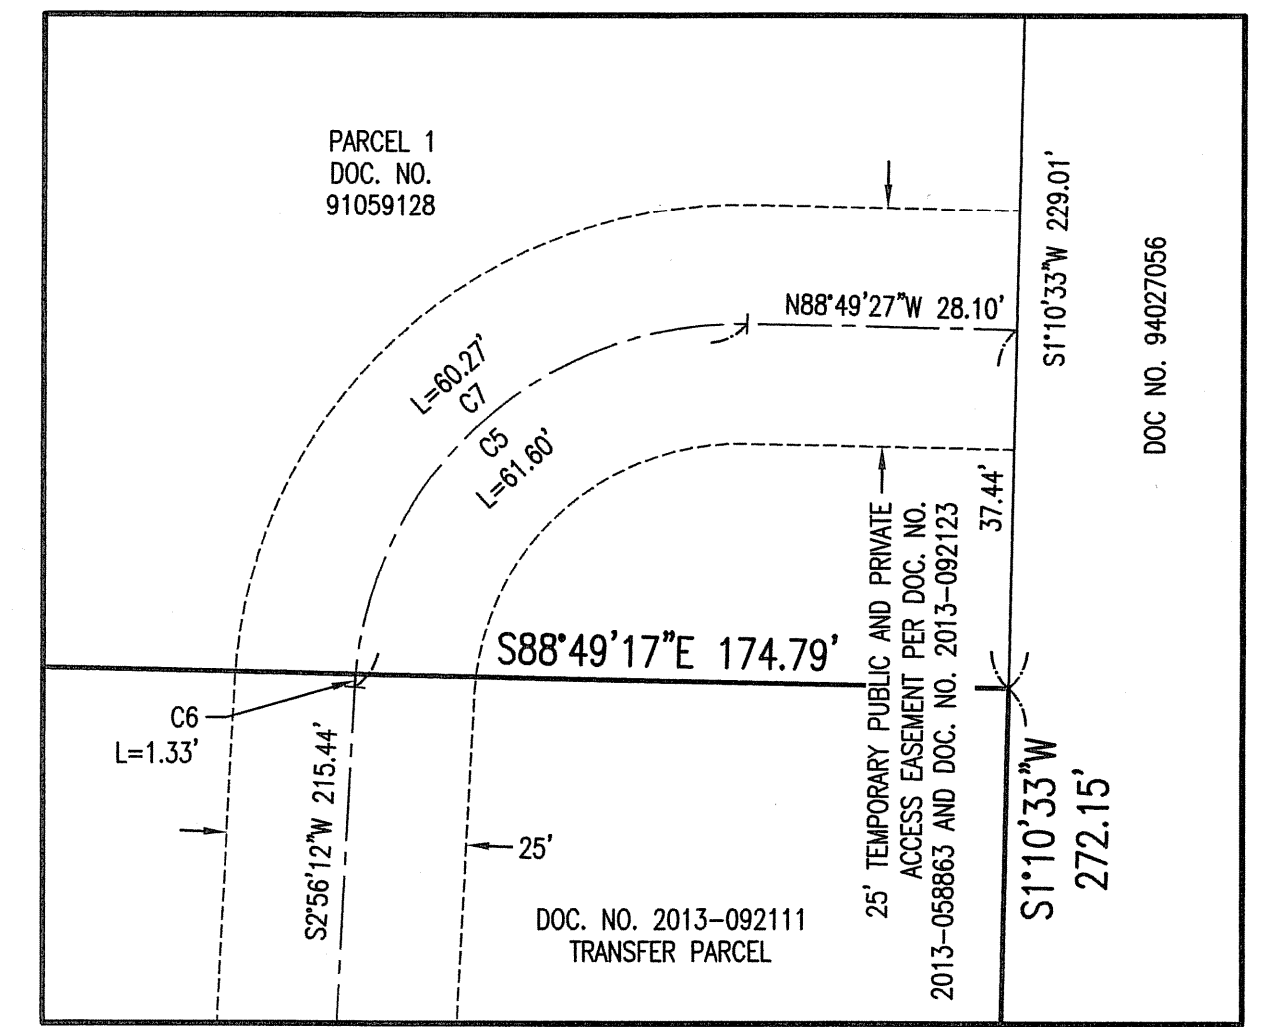 PARCEL 1
DOC. NO.
91059128
S1°10'33"W 229.01'
DOC NO. 94027056
N88°49'27"W 28.10'
L=60.27'
C7
C5
L=61.60'
37.44'
25' TEMPORARY PUBLIC AND PRIVATE
ACCESS EASEMENT PER DOC. NO.
2013-058863 AND DOC. NO. 2013-092123
S88°49'17"E 174.79'
C6
L=1.33'
S2°56'12"W 215.44'
25'
S1°10'33"W
272.15'
DOC. NO. 2013-092111
TRANSFER PARCEL